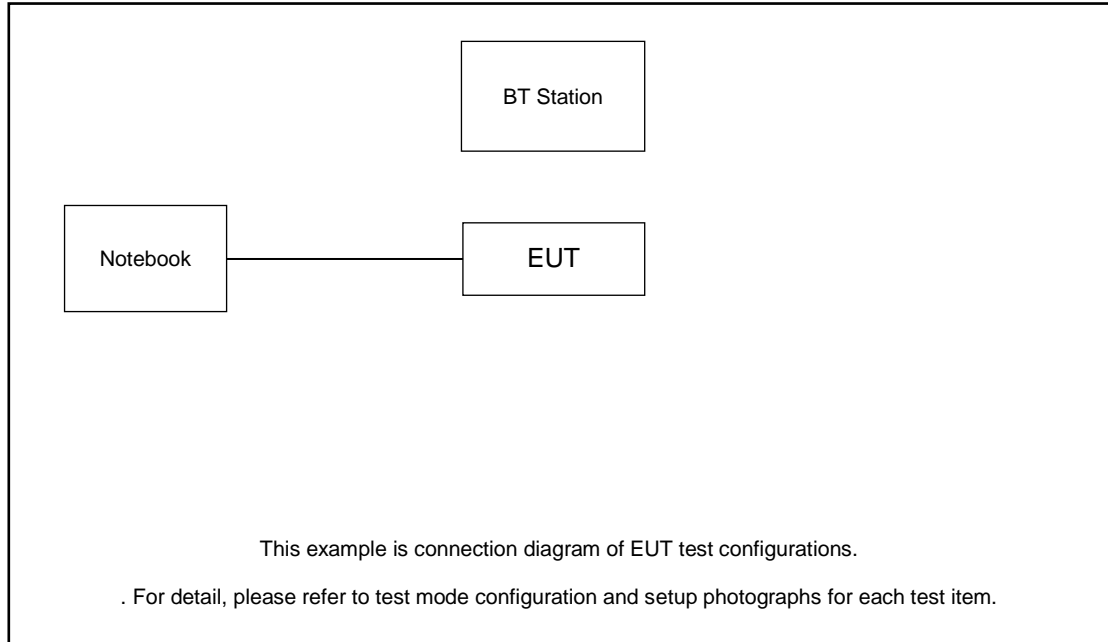 BT Station
Notebook
EUT
This example is connection diagram of EUT test configurations.
. For detail, please refer to test mode configuration and setup photographs for each test item.